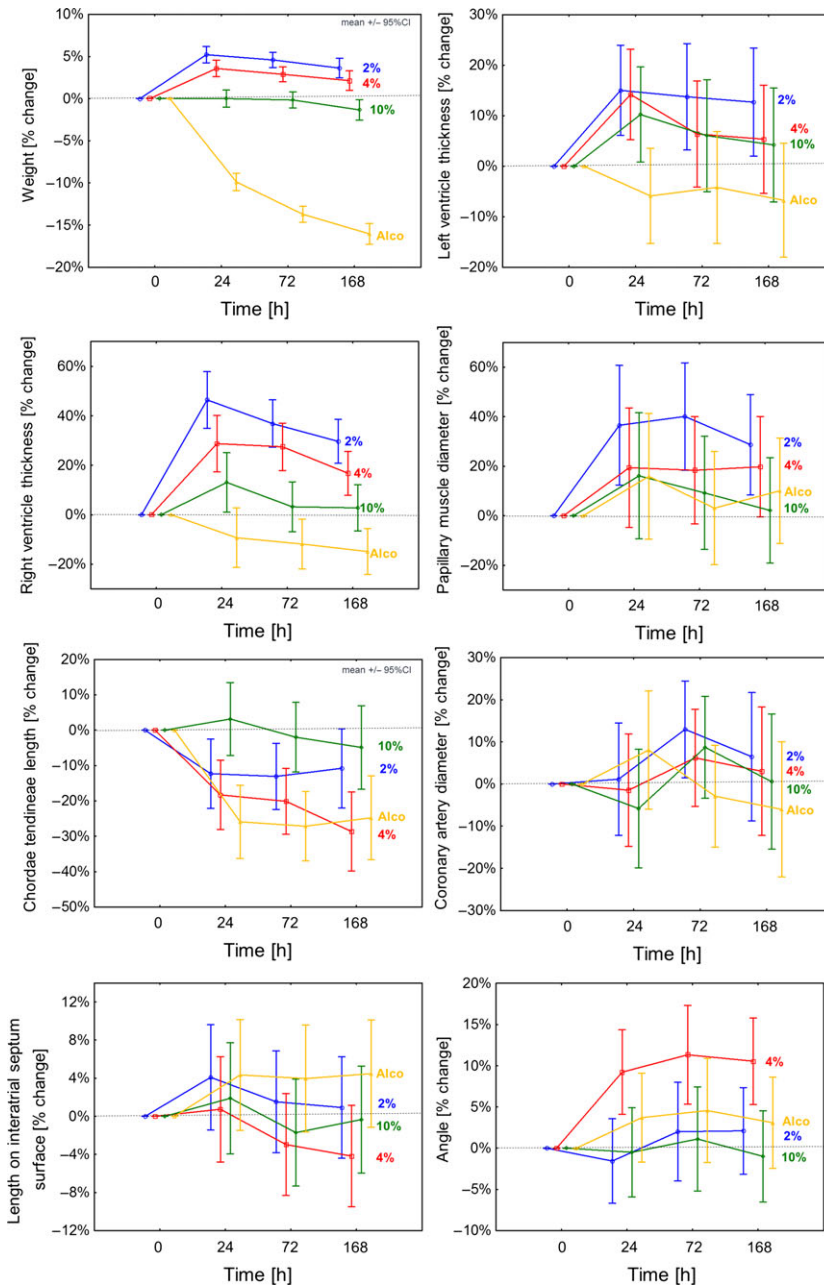 mean +/– 95%CI
Weight [% change]
10%
5%
0%
–5%
–10%
–15%
–20%
2%
4%
10%
Alco
0 24 72 168
Time [h]
Left ventricle thickness [% change]
30%
20%
10%
0%
–10%
–20%
2%
4%
10%
Alco
0 24 72 168
Time [h]
Right ventricle thickness [% change]
60%
40%
20%
0%
–20%
2%
4%
10%
Alco
0 24 72 168
Time [h]
Papillary muscle diameter [% change]
60%
40%
20%
0%
–20%
2%
4%
Alco
10%
0 24 72 168
Time [h]
mean +/– 95%CI
Chordae tendineae length [% change]
20%
10%
0%
–10%
–20%
–30%
–40%
–50%
10%
2%
Alco
4%
0 24 72 168
Time [h]
Coronary artery diameter [% change]
30%
20%
10%
0%
–10%
–20%
–30%
2%
4%
10%
Alco
0 24 72 168
Time [h]
Length on interatrial septum
surface [% change]
12%
8%
4%
0%
–4%
–8%
–12%
Alco
2%
10%
4%
0 24 72 168
Time [h]
Angle [% change]
20%
15%
10%
5%
0%
–5%
–10%
4%
Alco
2%
10%
0 24 72 168
Time [h]